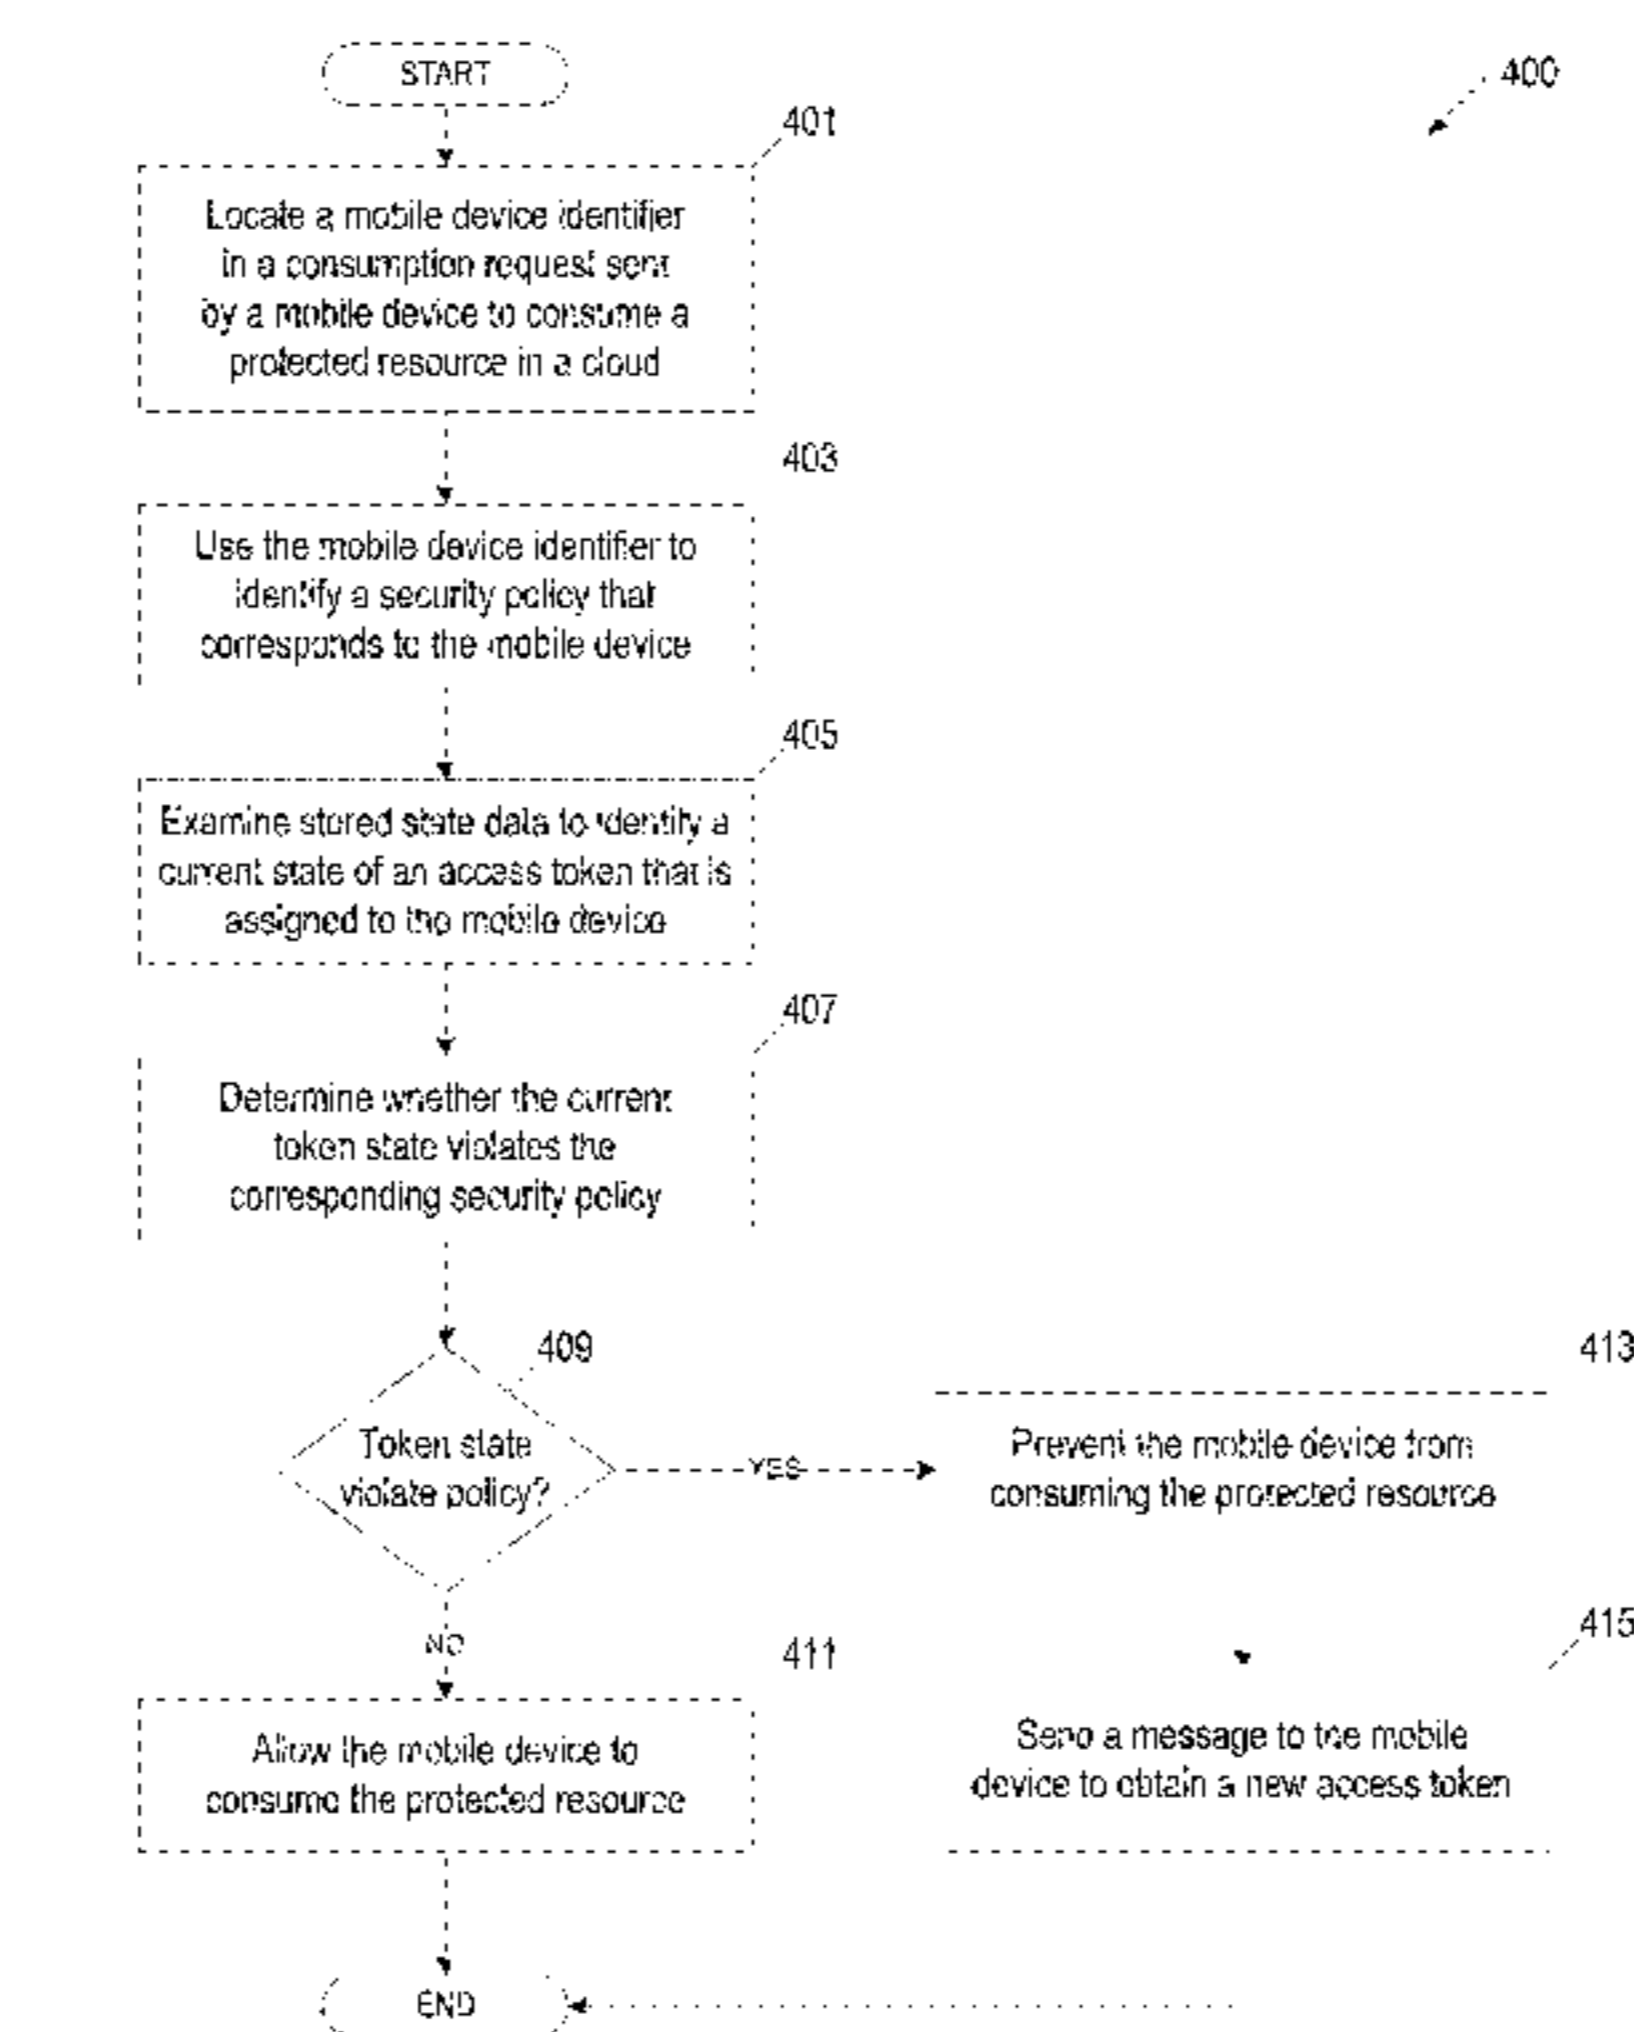 START
400
401
Locate a mobile device identifier
in a consumption request sent
by a mobile device to consume a
protected resource in a cloud
403
Use the mobile device identifier to
identify a security policy that
corresponds to the mobile device
405
Examine stored state data to identify a
current state of an access token that is
assigned to the mobile device
407
Determine whether the current
token state violates the
corresponding security policy
409
Token state
violate policy?
YES
413
Prevent the mobile device from
consuming the protected resource
NO
411
Allow the mobile device to
consume the protected resource
415
Send a message to the mobile
device to obtain a new access token
END